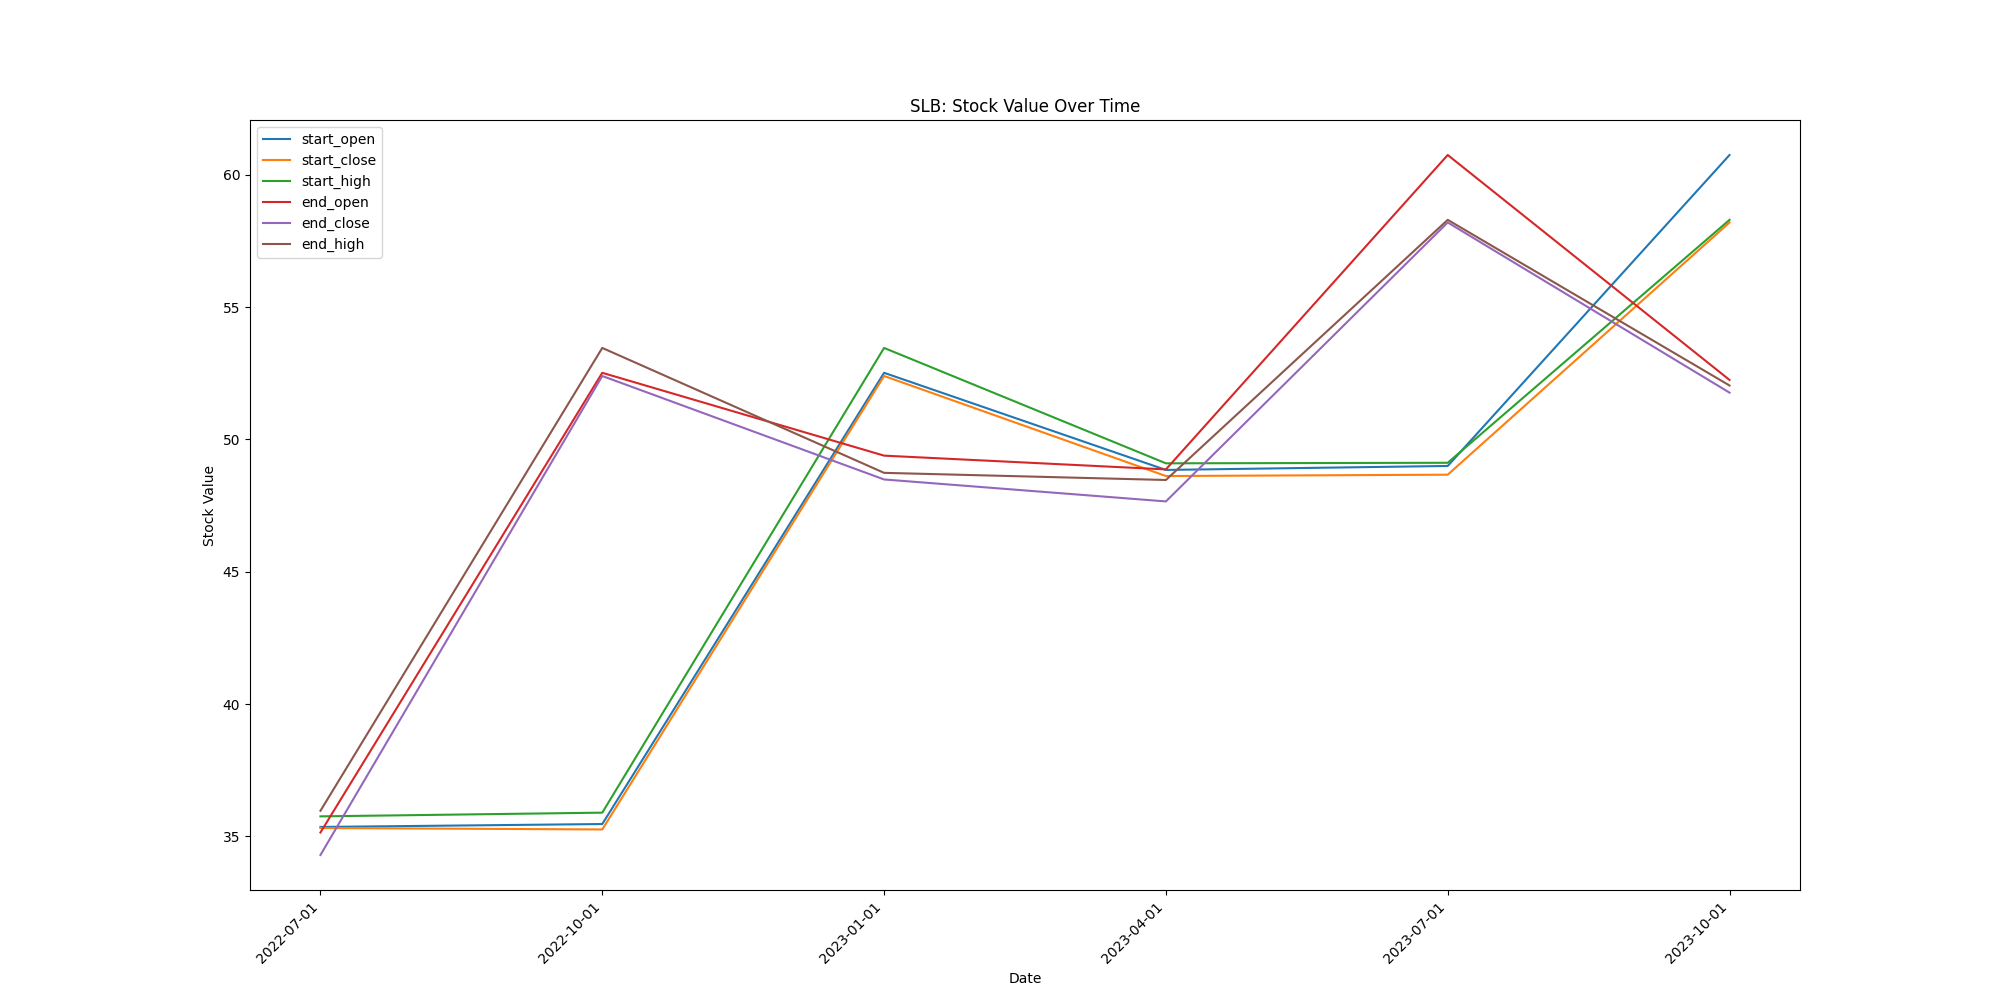 SLB: Stock Value Over Time
start_open
start_close
start_high
end_open
end_close
end_high
60
55
50
45
40
35
Stock Value
2022-07-01
2022-10-01
2023-01-01
2023-04-01
2023-07-01
2023-10-01
Date